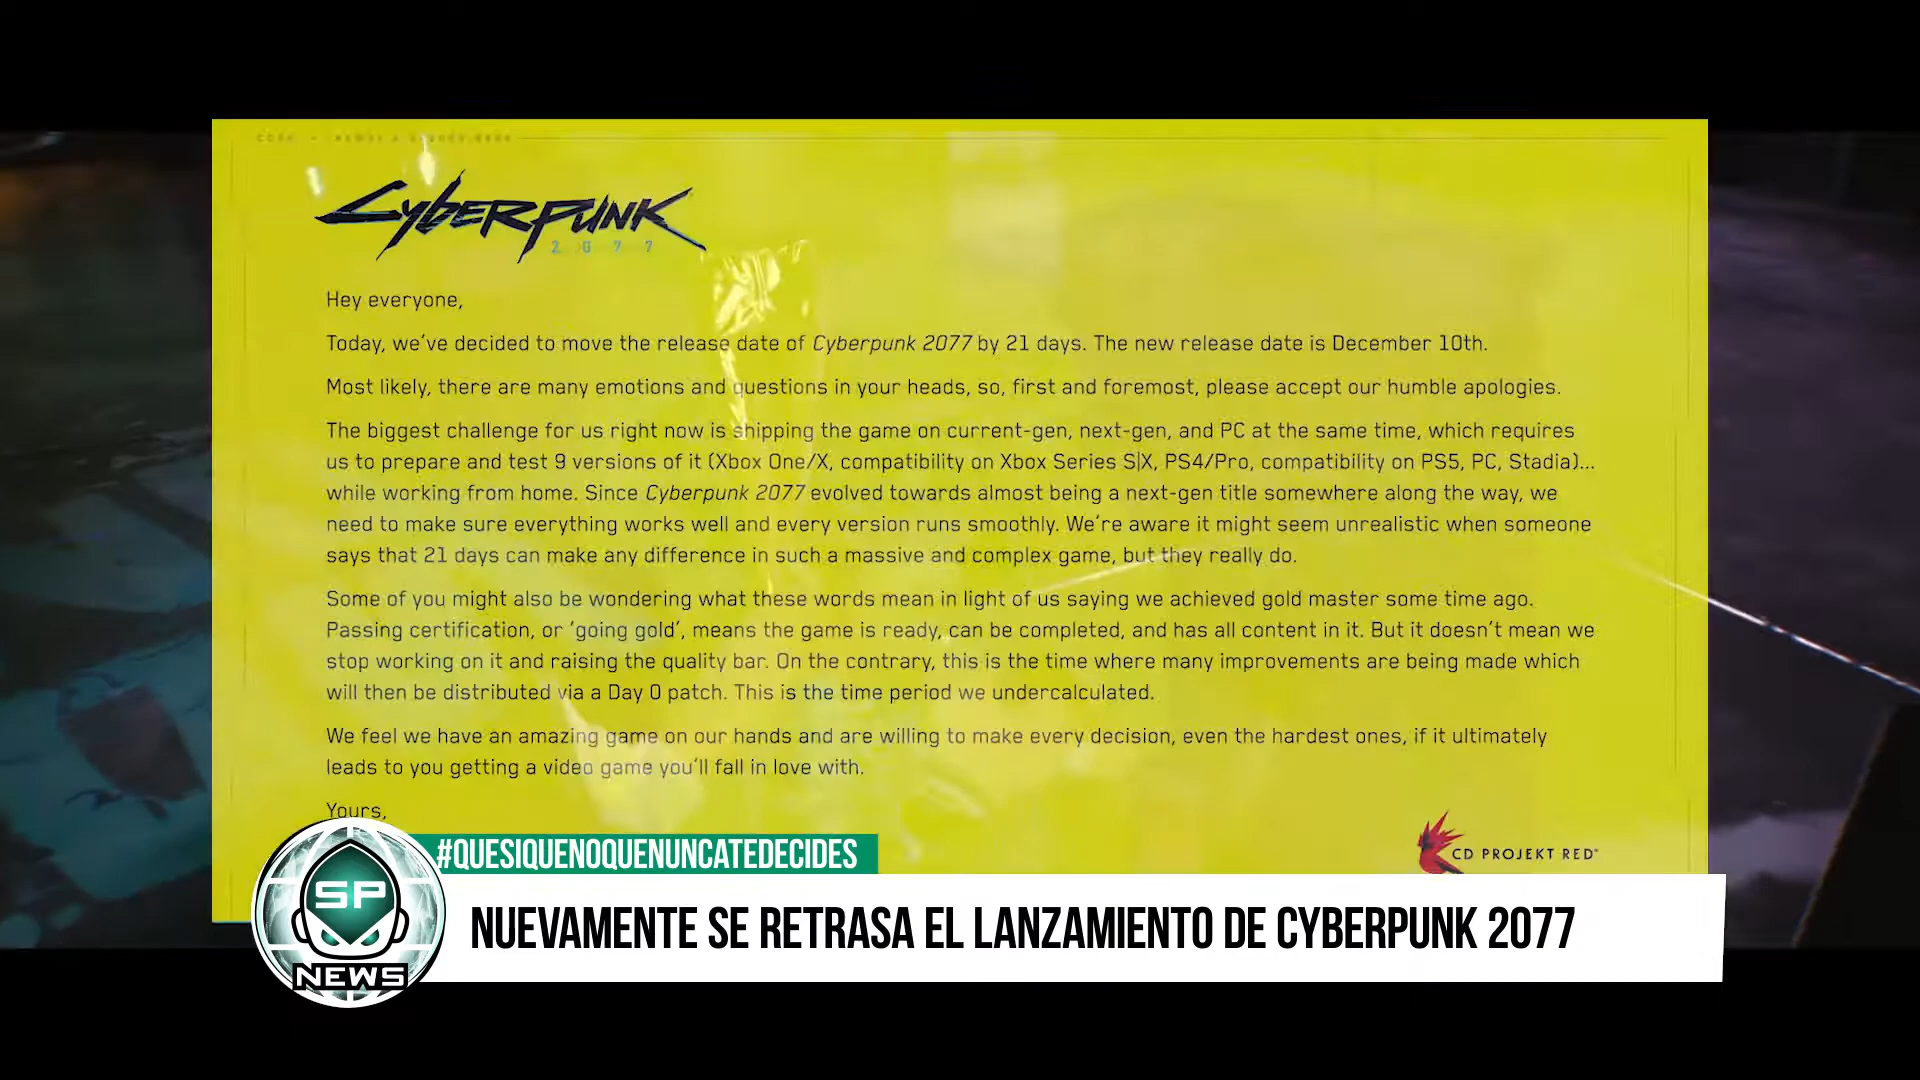 CYBERPUNK
2077
Hey everyone,
Today, we've decided to move the release date of Cyberpunk 2077 by 21 days. The new release date is December 10th.
Most likely, there are many emotions and questions in your heads, so, first and foremost, please accept our humble apologies.
The biggest challenge for us right now is shipping the game on current-gen, next-gen, and PC at the same time, which requires
us to prepare and test 9 versions of it (Xbox One/X, compatibility on Xbox Series S|X, PS4/Pro, compatibility on PS5, PC, Stadia)...
while working from home. Since Cyberpunk 2077 evolved towards almost being a next-gen title somewhere along the way, we
need to make sure everything works well and every version runs smoothly. We're aware it might seem unrealistic when someone
says that 21 days can make any difference in such a massive and complex game, but they really do.
Some of you might also be wondering what these words mean in light of us saying we achieved gold master some time ago.
Passing certification, or 'going gold', means the game is ready, can be completed, and has all content in it. But it doesn't mean we
stop working on it and raising the quality bar. On the contrary, this is the time where many improvements are being made which
will then be distributed via a Day 0 patch. This is the time period we undercalculated.
We feel we have an amazing game on our hands and are willing to make every decision, even the hardest ones, if it ultimately
leads to you getting a video game you'll fall in love with.
Yours,
CD PROJEKT RED®
#QUESIQUENOQUENUNCATEDECIDES
NUEVAMENTE SE RETRASA EL LANZAMIENTO DE CYBERPUNK 2077
SP
NEWS